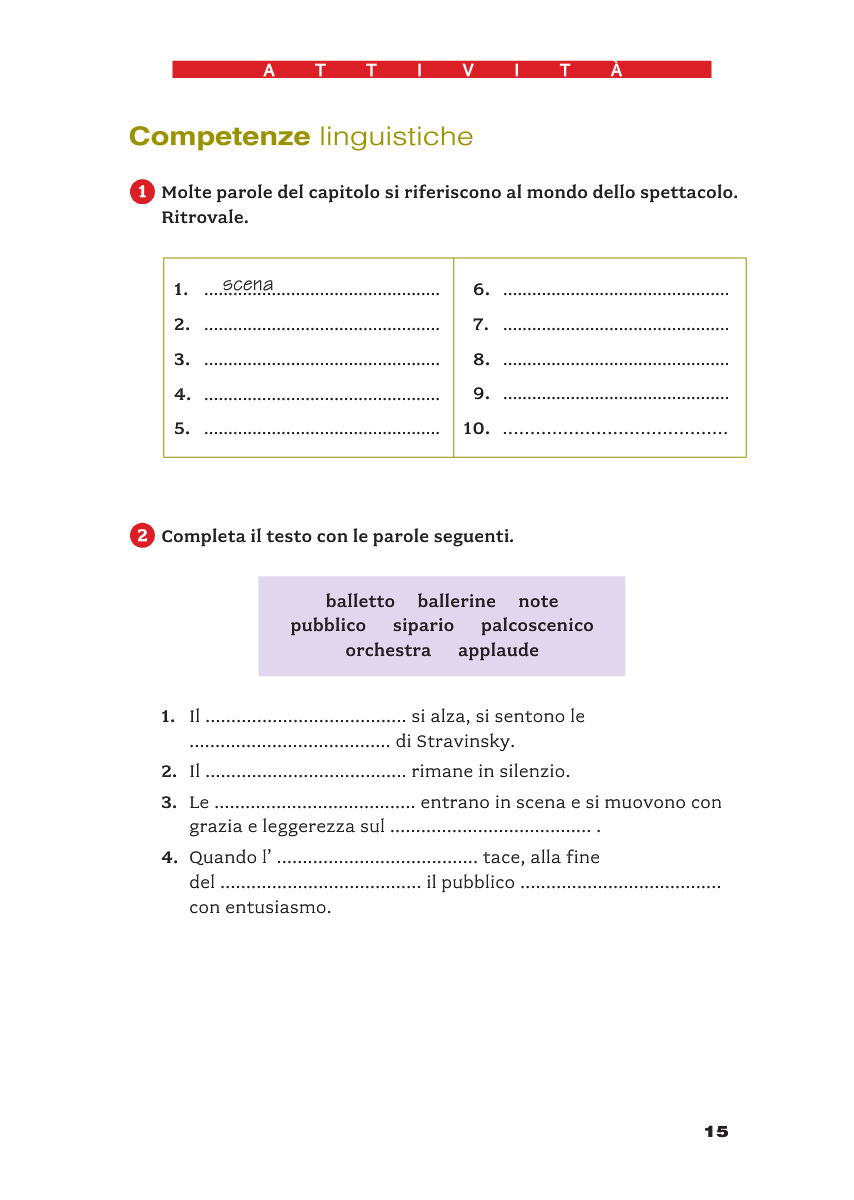 ATTIVITÀ
Competenze linguistiche
1 Molte parole del capitolo si riferiscono al mondo dello spettacolo.
Ritrovale.
1. ...scena....................................
2. .................................................
3. .................................................
4. .................................................
5. .................................................
6. ...............................................
7. ...............................................
8. ...............................................
9. ...............................................
10. .......................................
2 Completa il testo con le parole seguenti.
balletto ballerine note
pubblico sipario palcoscenico
orchestra applaude
1. Il ....................................... si alza, si sentono le
....................................... di Stravinsky.
2. Il ....................................... rimane in silenzio.
3. Le ....................................... entrano in scena e si muovono con
grazia e leggerezza sul ....................................... .
4. Quando l’ ....................................... tace, alla fine
del ....................................... il pubblico .......................................
con entusiasmo.
15